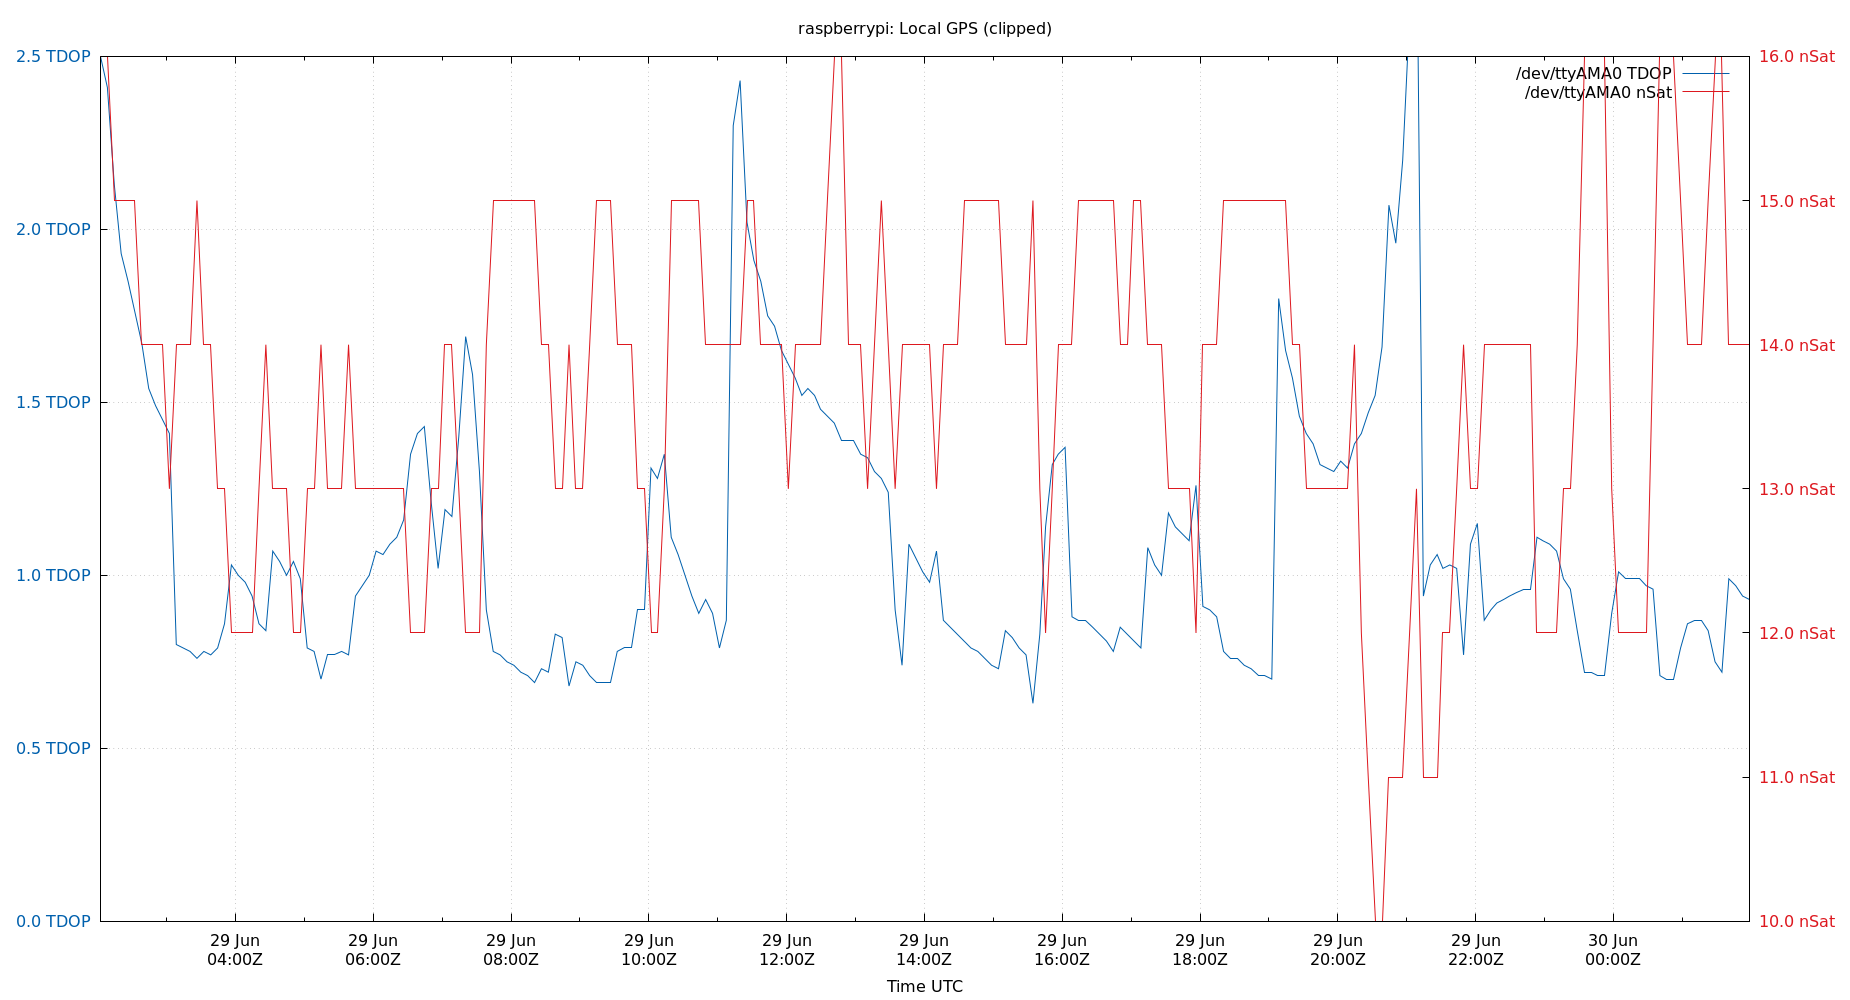 raspberrypi: Local GPS (clipped)
2.5 TDOP
2.0 TDOP
1.5 TDOP
1.0 TDOP
0.5 TDOP
0.0 TDOP
16.0 nSat
15.0 nSat
14.0 nSat
13.0 nSat
12.0 nSat
11.0 nSat
10.0 nSat
/dev/ttyAMA0 TDOP
/dev/ttyAMA0 nSat
29 Jun
04:00Z
29 Jun
06:00Z
29 Jun
08:00Z
29 Jun
10:00Z
29 Jun
12:00Z
29 Jun
14:00Z
29 Jun
16:00Z
29 Jun
18:00Z
29 Jun
20:00Z
29 Jun
22:00Z
30 Jun
00:00Z
Time UTC